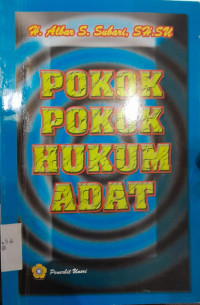 H. Albar S. Subari, SH.SU
POKOK
POKOK
HUKUM
ADAT
Penerbit Unsri